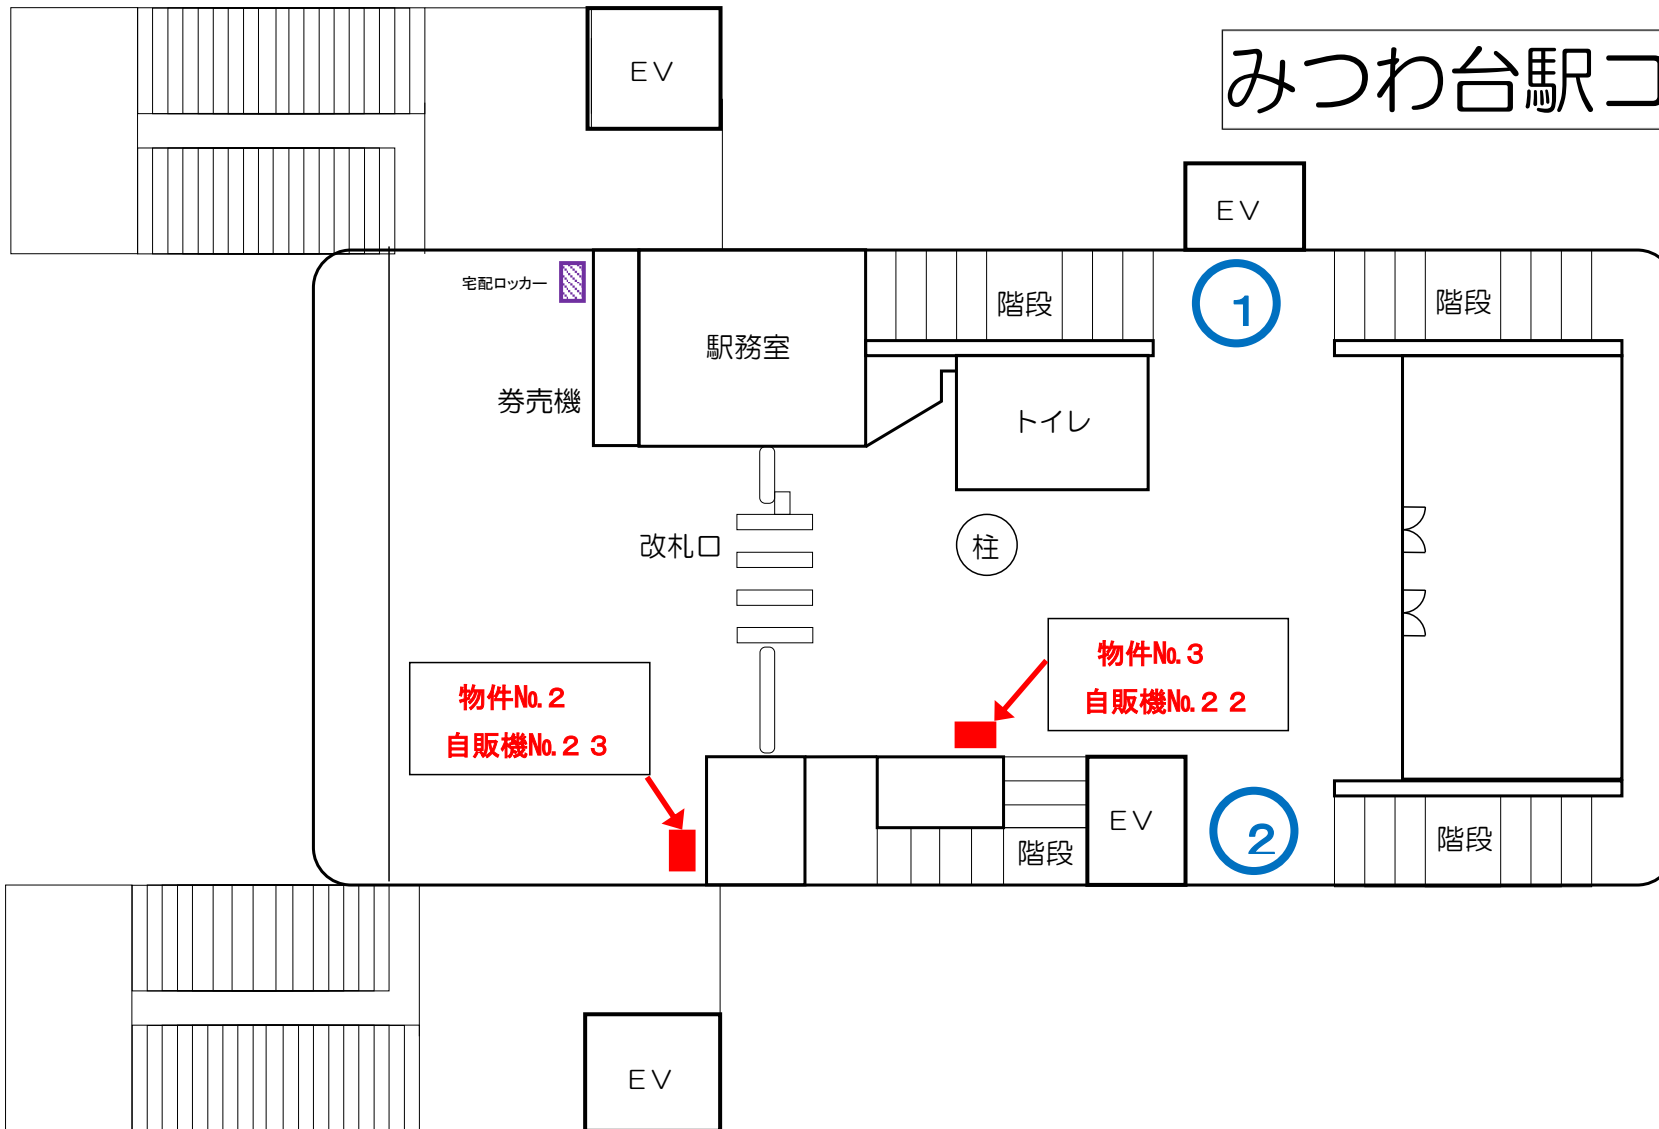 みつわ台駅コ
EV
EV
宅配ロッカー
階段
1
階段
駅務室
券売機
トイレ
改札口
柱
物件№.3
自販機№.22
物件№.2
自販機№.23
EV
階段
2
階段
EV